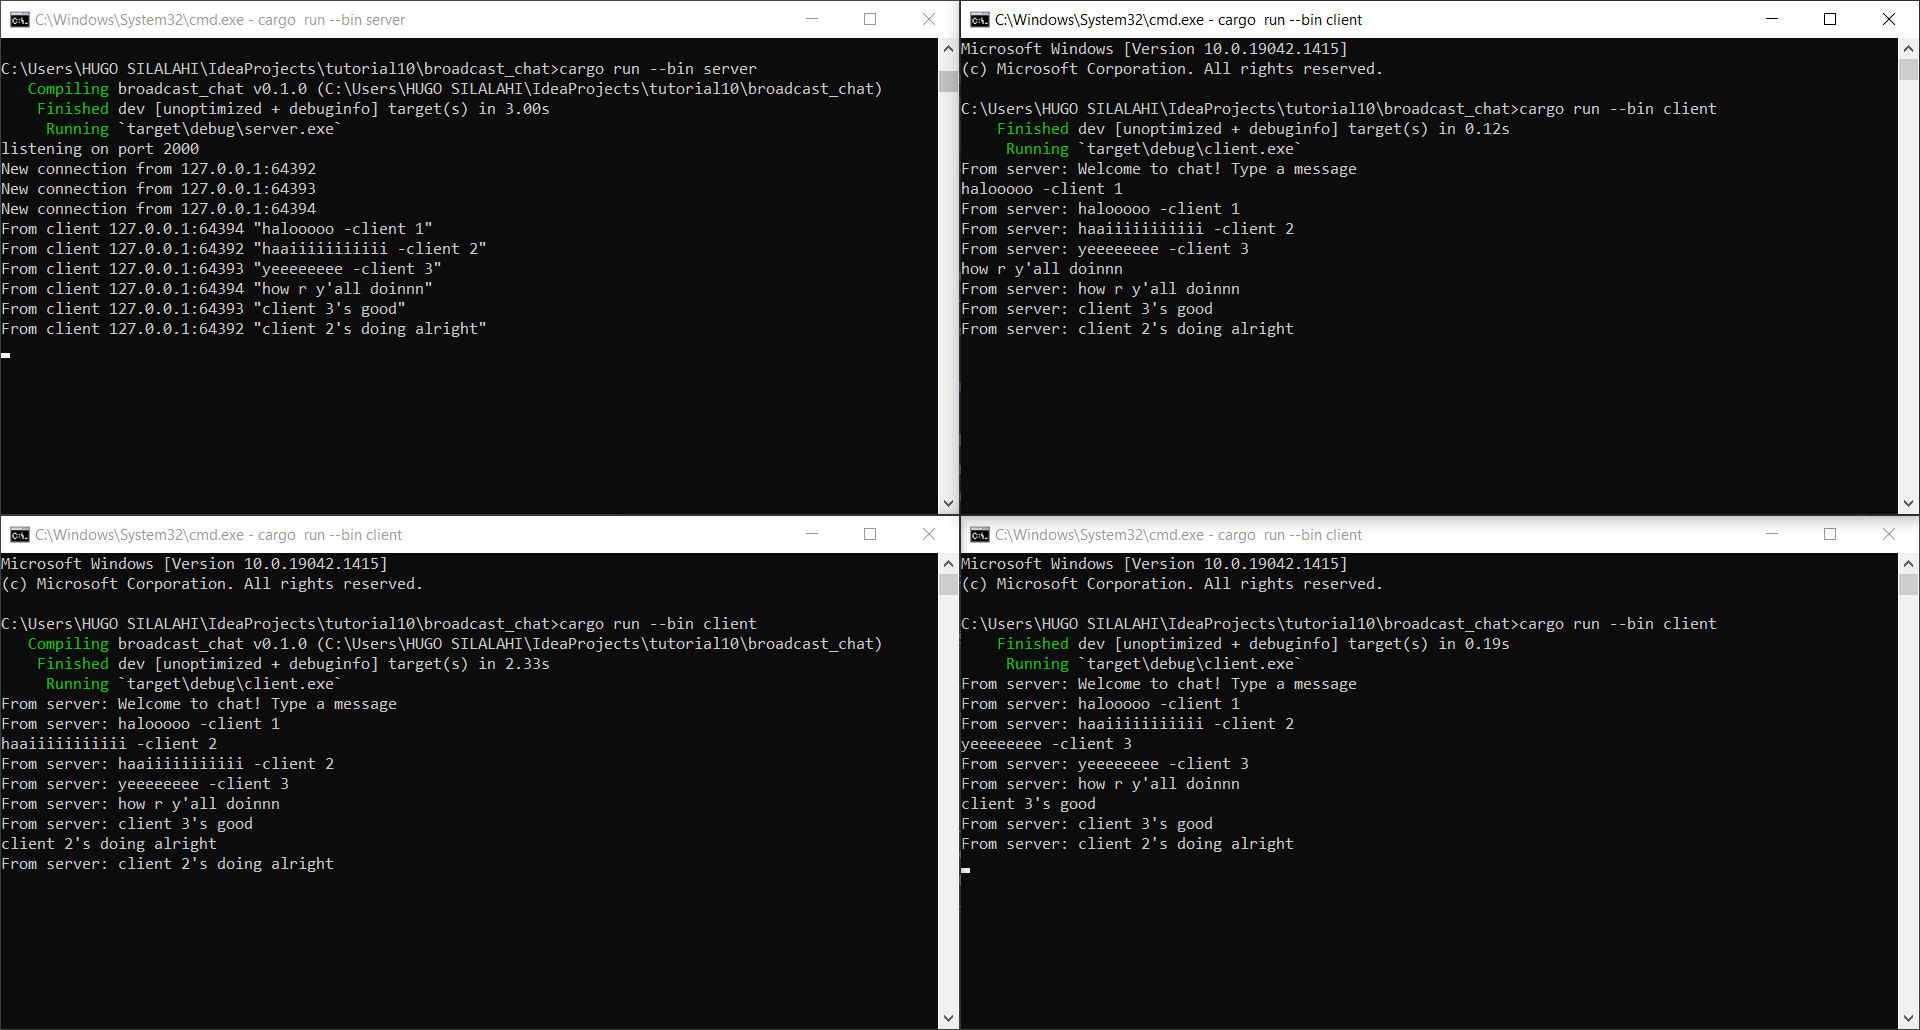 C:\Windows\System32\cmd.exe - cargo  run --bin server
C:\Users\HUGO SILALAHI\IdeaProjects\tutorial10\broadcast_chat>cargo run --bin server
   Compiling broadcast_chat v0.1.0 (C:\Users\HUGO SILALAHI\IdeaProjects\tutorial10\broadcast_chat)
    Finished dev [unoptimized + debuginfo] target(s) in 3.00s
     Running `target\debug\server.exe`
listening on port 2000
New connection from 127.0.0.1:64392
New connection from 127.0.0.1:64393
New connection from 127.0.0.1:64394
From client 127.0.0.1:64394 "halooooo -client 1"
From client 127.0.0.1:64392 "haaiiiiiiiiiii -client 2"
From client 127.0.0.1:64393 "yeeeeeeee -client 3"
From client 127.0.0.1:64394 "how r y'all doinnn"
From client 127.0.0.1:64393 "client 3's good"
From client 127.0.0.1:64392 "client 2's doing alright"
C:\Windows\System32\cmd.exe - cargo  run --bin client
Microsoft Windows [Version 10.0.19042.1415]
(c) Microsoft Corporation. All rights reserved.
C:\Users\HUGO SILALAHI\IdeaProjects\tutorial10\broadcast_chat>cargo run --bin client
    Finished dev [unoptimized + debuginfo] target(s) in 0.12s
     Running `target\debug\client.exe`
From server: Welcome to chat! Type a message
halooooo -client 1
From server: halooooo -client 1
From server: haaiiiiiiiiiii -client 2
From server: yeeeeeeee -client 3
how r y'all doinnn
From server: how r y'all doinnn
From server: client 3's good
From server: client 2's doing alright
C:\Windows\System32\cmd.exe - cargo  run --bin client
Microsoft Windows [Version 10.0.19042.1415]
(c) Microsoft Corporation. All rights reserved.
C:\Users\HUGO SILALAHI\IdeaProjects\tutorial10\broadcast_chat>cargo run --bin client
   Compiling broadcast_chat v0.1.0 (C:\Users\HUGO SILALAHI\IdeaProjects\tutorial10\broadcast_chat)
    Finished dev [unoptimized + debuginfo] target(s) in 2.33s
     Running `target\debug\client.exe`
From server: Welcome to chat! Type a message
From server: halooooo -client 1
haaiiiiiiiiiii -client 2
From server: haaiiiiiiiiiii -client 2
From server: yeeeeeeee -client 3
From server: how r y'all doinnn
From server: client 3's good
client 2's doing alright
From server: client 2's doing alright
C:\Windows\System32\cmd.exe - cargo  run --bin client
Microsoft Windows [Version 10.0.19042.1415]
(c) Microsoft Corporation. All rights reserved.
C:\Users\HUGO SILALAHI\IdeaProjects\tutorial10\broadcast_chat>cargo run --bin client
    Finished dev [unoptimized + debuginfo] target(s) in 0.19s
     Running `target\debug\client.exe`
From server: Welcome to chat! Type a message
From server: halooooo -client 1
From server: haaiiiiiiiiiii -client 2
yeeeeeeee -client 3
From server: yeeeeeeee -client 3
From server: how r y'all doinnn
client 3's good
From server: client 3's good
From server: client 2's doing alright